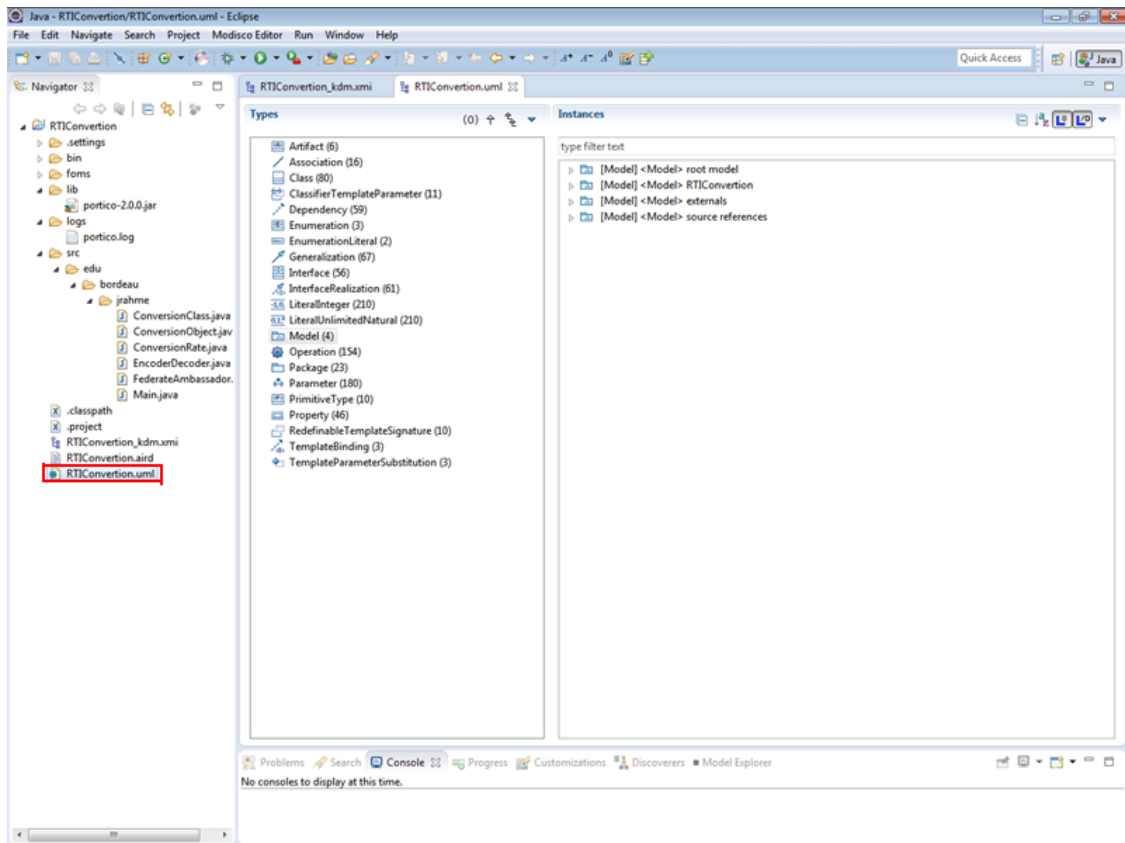 Java - RTIConvertion/RTIConvertion.uml - Eclipse
File Edit Navigate Search Project Modisco Editor Run Window Help
Quick Access
Java
Navigator
RTIConvertion_kdm.xmi
RTIConvertion.uml
RTIConvertion
.settings
bin
foms
lib
portico-2.0.0.jar
logs
portico.log
src
edu
bordeau
jrahme
ConversionClass.java
ConversionObject.jav
ConversionRate.java
EncoderDecoder.java
FederateAmbassador.
Main.java
.classpath
.project
RTIConvertion_kdm.xmi
RTIConvertion.aird
RTIConvertion.uml
Types
(0)
Artifact (6)
Association (16)
Class (80)
ClassifierTemplateParameter (11)
Dependency (59)
Enumeration (3)
EnumerationLiteral (2)
Generalization (67)
Interface (56)
InterfaceRealization (61)
LiteralInteger (210)
LiteralUnlimitedNatural (210)
Model (4)
Operation (154)
Package (23)
Parameter (180)
PrimitiveType (10)
Property (46)
RedefinableTemplateSignature (10)
TemplateBinding (3)
TemplateParameterSubstitution (3)
Instances
type filter text
[Model] <Model> root model
[Model] <Model> RTIConvertion
[Model] <Model> externals
[Model] <Model> source references
Problems Search Console Progress Customizations Discoverers Model Explorer
No consoles to display at this time.